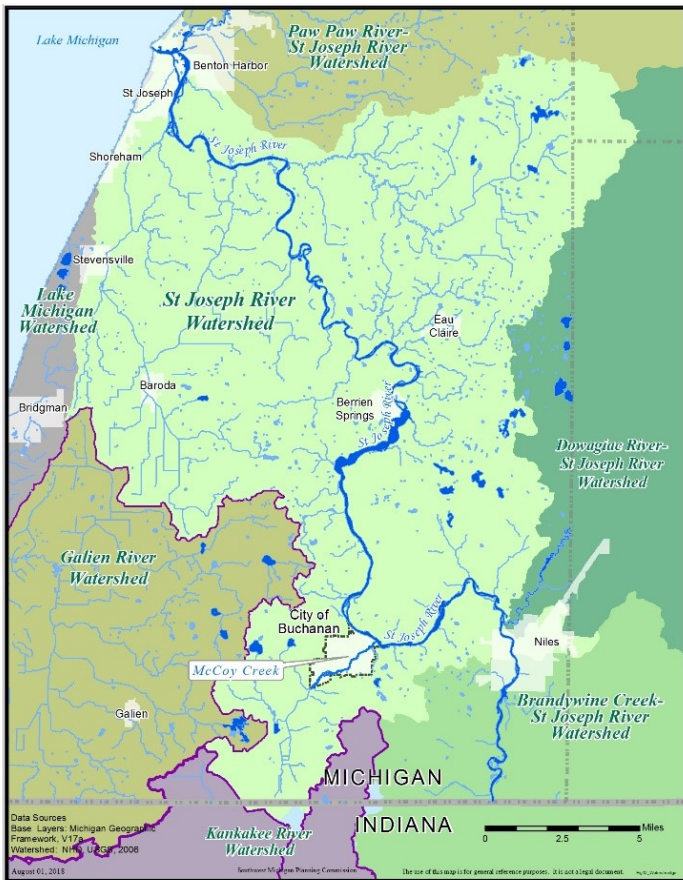 Lake Michigan
Paw Paw River-
St Joseph River
Watershed
Benton Harbor
St Joseph
St Joseph River
Shoreham
Stevensville
Lake
Michigan
Watershed
St Joseph River
Watershed
Eau
Claire
Baroda
Berrien
Springs
Bridgman
St Joseph River
Dowagiac River-
St Joseph River
Watershed
Galien River
Watershed
City of
Buchanan
St Joseph River
Niles
McCoy Creek
Galien
Brandywine Creek-
St Joseph River
Watershed
MICHIGAN
INDIANA
Kankakee River
Watershed
Data Sources
Base Layers: Michigan Geographic
Framework, V17a
Watershed: NHD, USGS, 2006
0 1.25 2.5 5 Miles
August 01, 2018
Southwest Michigan Planning Commission
The use of this map is for general reference purposes. It is not a legal document.